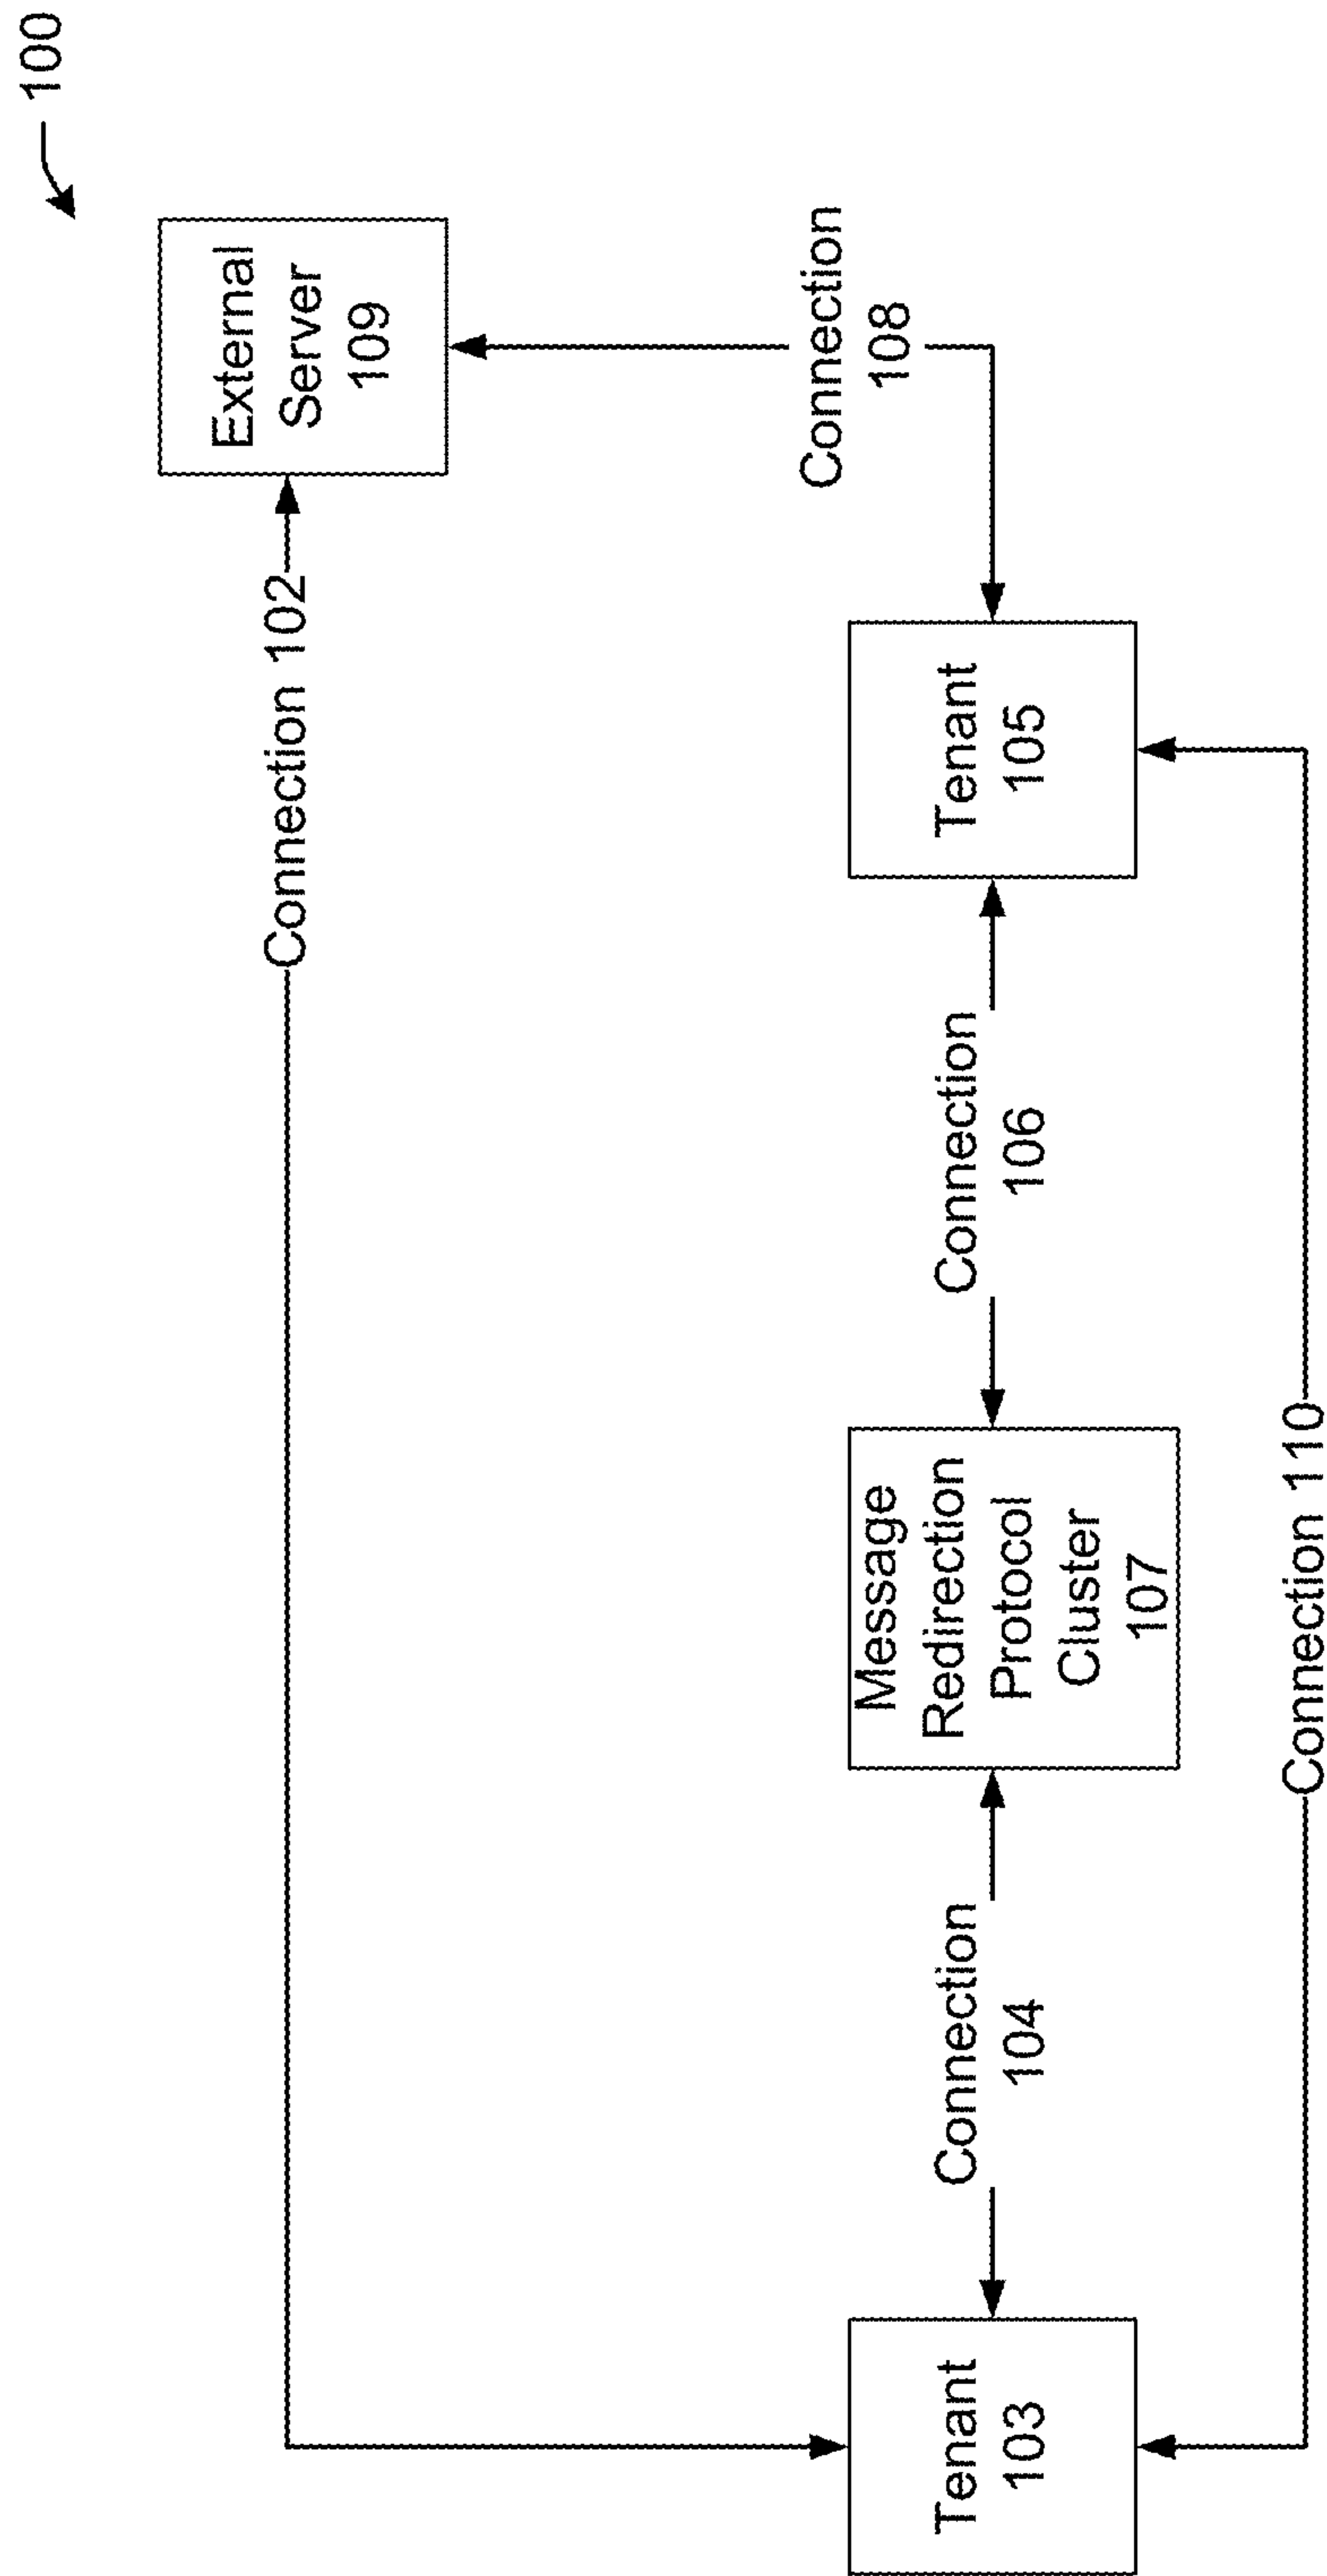 100
External
Server
109
Connection 102
Connection
108
Tenant
103
Connection
104
Message
Redirection
Protocol
Cluster
107
Connection
106
Tenant
105
Connection 110